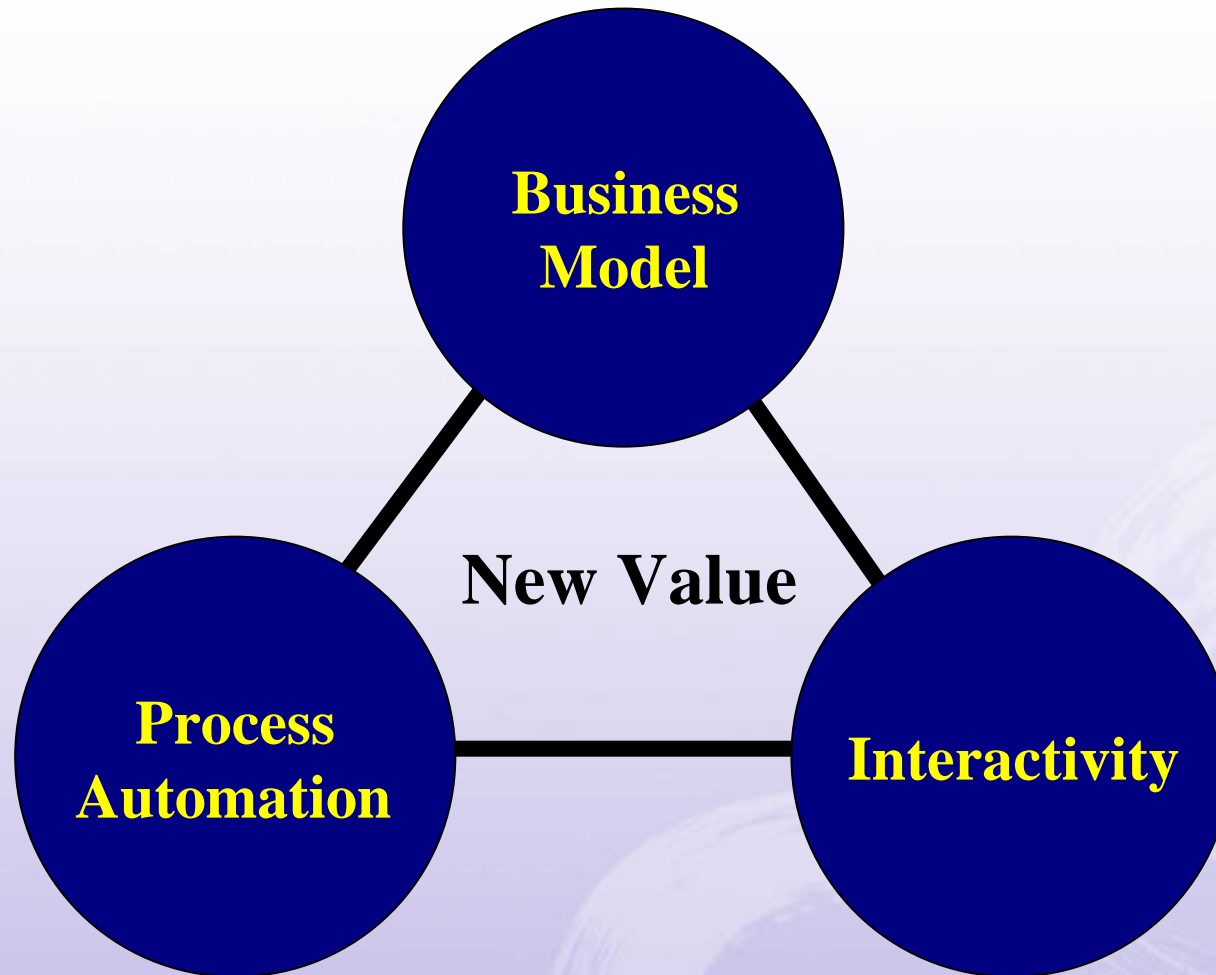 Business
Model
New Value
Process
Automation
Interactivity